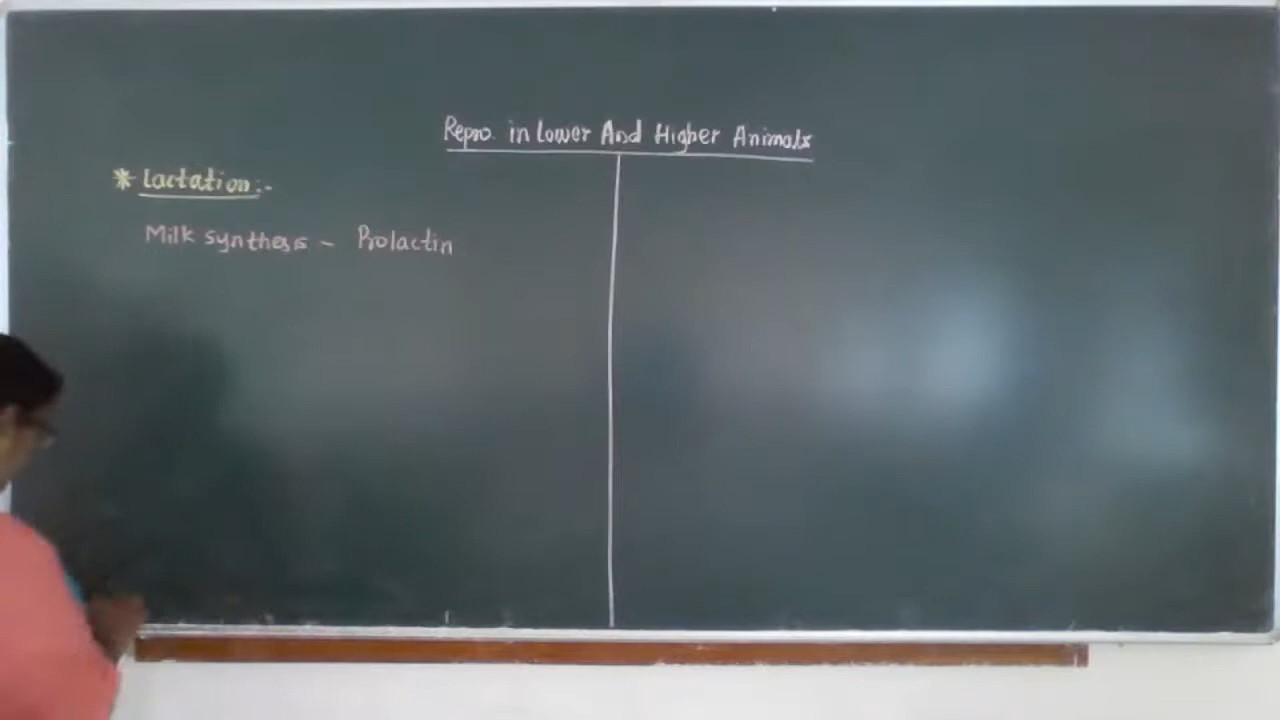 Repro. in Lower And Higher Animals
* Lactation:-
Milk synthesis - Prolactin